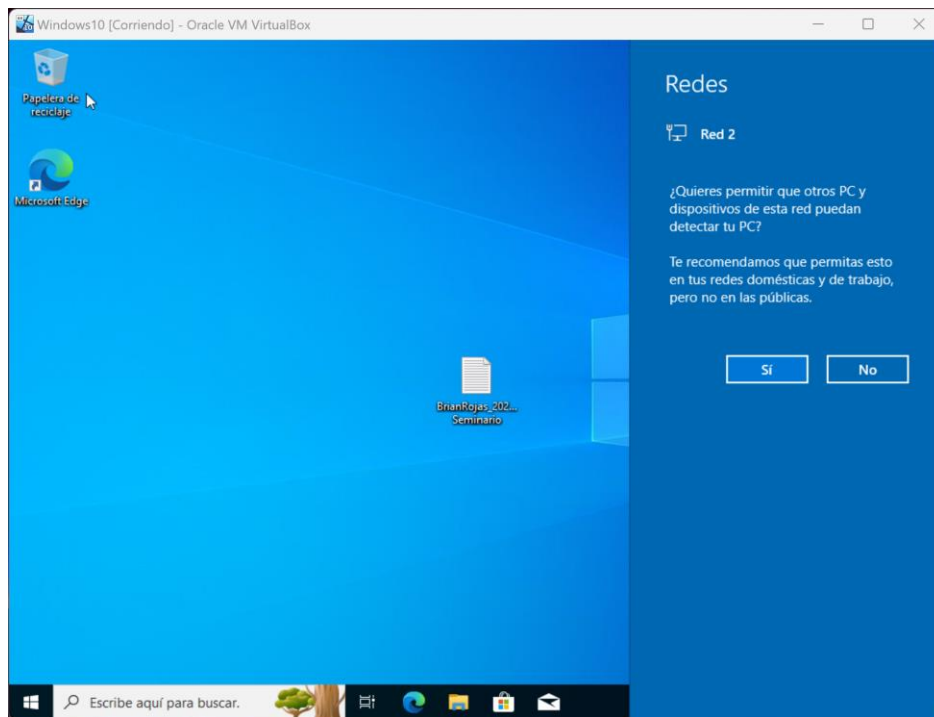 Windows10 [Corriendo] - Oracle VM VirtualBox
Papelera de
reciclaje
Microsoft Edge
BrianRojas_202...
Seminario
Redes
Red 2
¿Quieres permitir que otros PC y
dispositivos de esta red puedan
detectar tu PC?
Te recomendamos que permitas esto
en tus redes domésticas y de trabajo,
pero no en las públicas.
Sí
No
Escribe aquí para buscar.